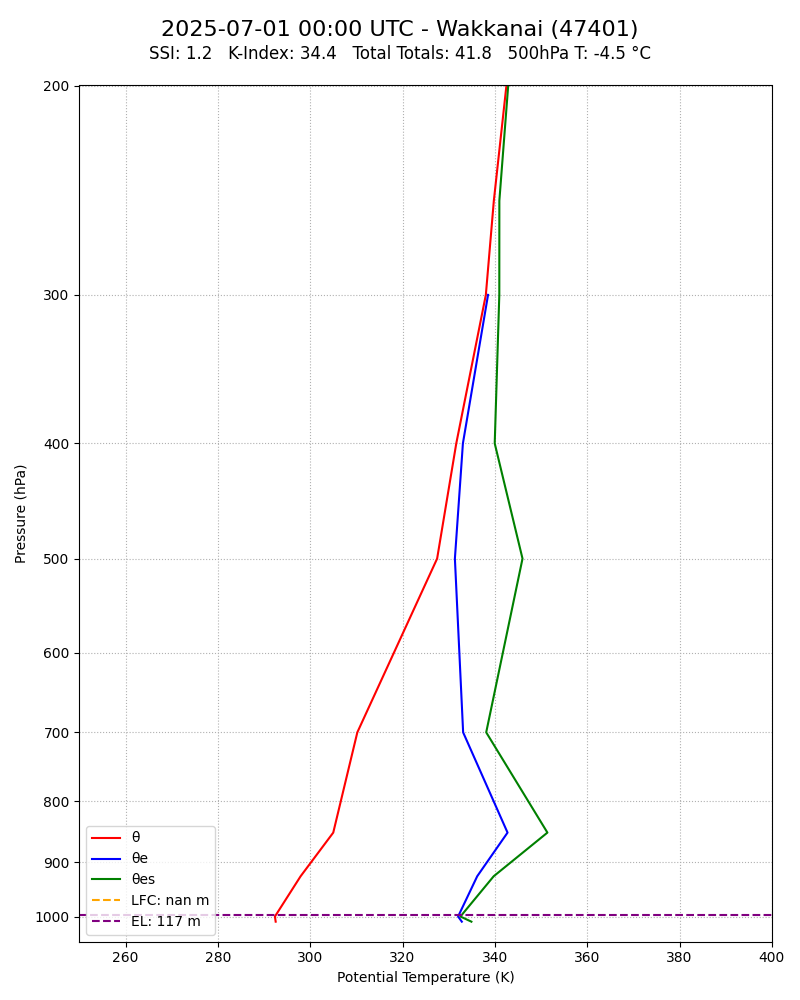 2025-07-01 00:00 UTC - Wakkanai (47401)
SSI: 1.2   K-Index: 34.4   Total Totals: 41.8   500hPa T: -4.5 °C
200
300
400
500
600
700
800
900
1000
Pressure (hPa)
θ
θe
θes
LFC: nan m
EL: 117 m
260
280
300
320
340
360
380
400
Potential Temperature (K)